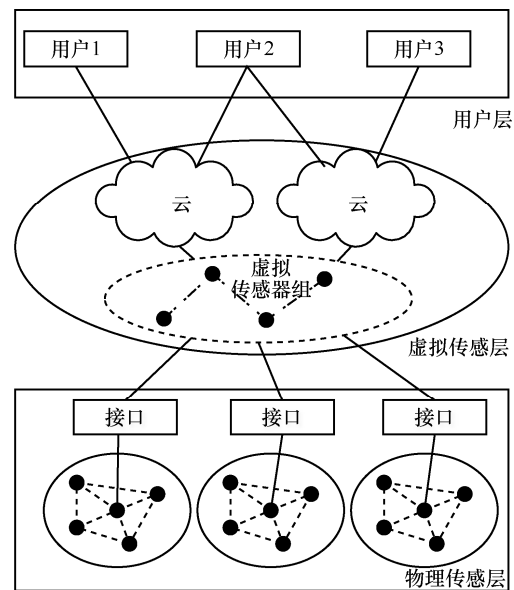 用户1
用户2
用户3
用户层
云
云
虚拟
传感器组
虚拟传感层
接口
接口
接口
物理传感层